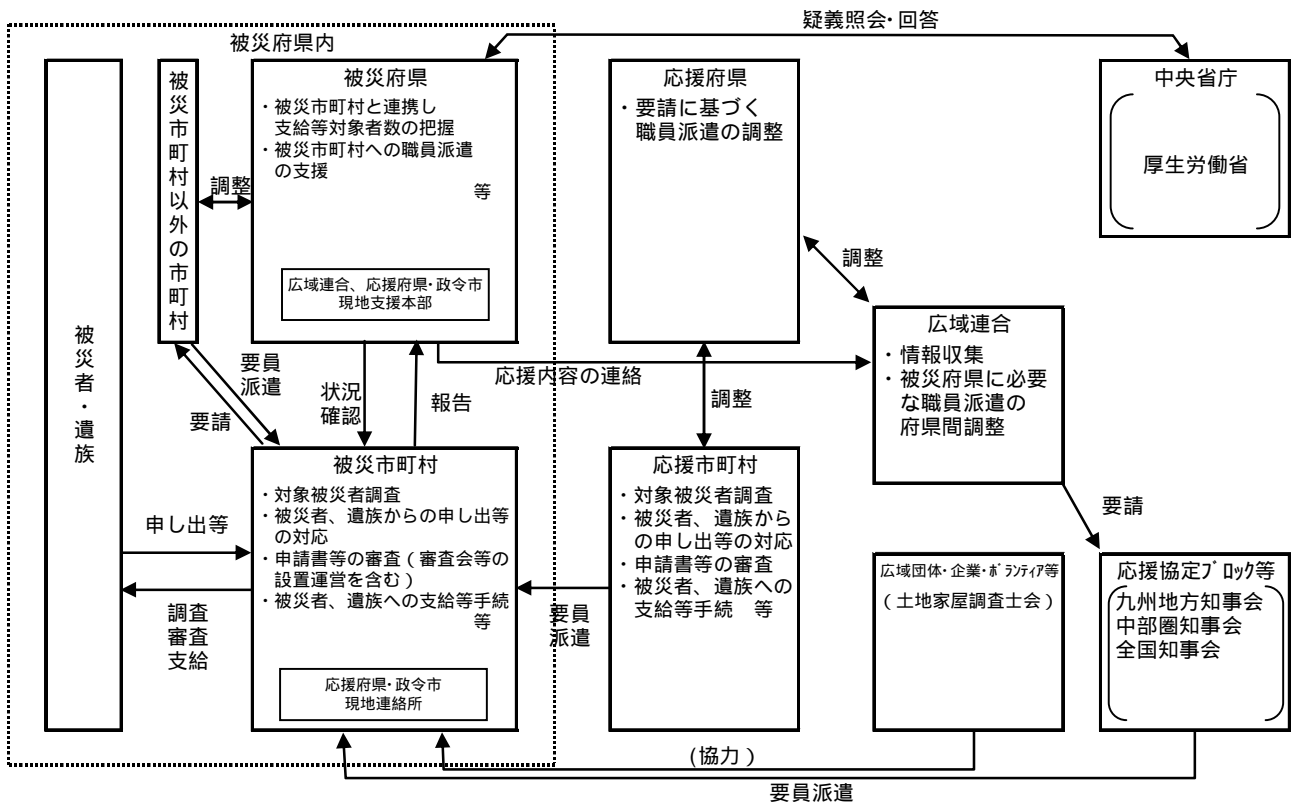 疑義照会・回答
被災府県内
被災者・遺族
被災市町村以外の市町村
調整
被災府県
・被災市町村と連携し
支給等対象者数の把握
・被災市町村への職員派遣
の支援
等
広域連合、応援府県・政令市
現地支援本部
応援府県
・要請に基づく
職員派遣の調整
中央省庁
厚生労働省
調整
広域連合
・情報収集
・被災府県に必要
な職員派遣の
府県間調整
要員
派遣
要請
状況
確認
報告
応援内容の連絡
調整
要請
申し出等
調査
審査
支給
被災市町村
・対象被災者調査
・被災者、遺族からの申し出等
の対応
・申請書等の審査（審査会等の
設置運営を含む）
・被災者、遺族への支給等手続
等
応援府県・政令市
現地連絡所
要員
派遣
応援市町村
・対象被災者調査
・被災者、遺族から
の申し出等の対応
・申請書等の審査
・被災者、遺族への
支給等手続　等
広域団体・企業・ﾎﾞﾗﾝﾃｨｱ等
（土地家屋調査士会）
応援協定ﾌﾞﾛｯｸ等
九州地方知事会
中部圏知事会
全国知事会
(協力）
要員派遣